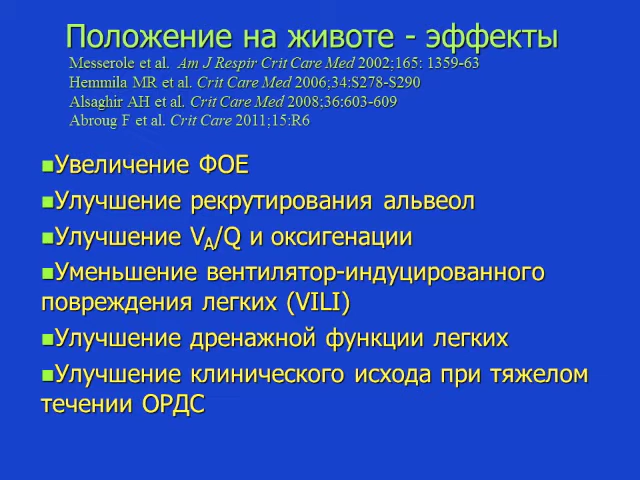 Положение на животе - эффекты
Messerole et al. Am J Respir Crit Care Med 2002;165: 1359-63
Hemmila MR et al. Crit Care Med 2006;34:S278-S290
Alsaghir AH et al. Crit Care Med 2008;36:603-609
Abroug F et al. Crit Care 2011;15:R6
■Увеличение ФОЕ
■Улучшение рекрутирования альвеол
■Улучшение VA/Q и оксигенации
■Уменьшение вентилятор-индуцированного
повреждения легких (VILI)
■Улучшение дренажной функции легких
■Улучшение клинического исхода при тяжелом
течении ОРДС